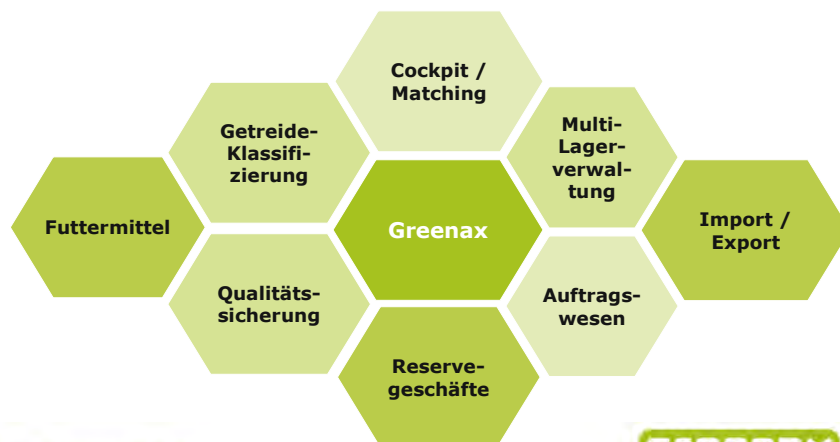 Cockpit /
Matching
Getreide-
Klassifi-
zierung
Multi-
Lager-
verwal-
tung
Futtermittel
Greenax
Import /
Export
Qualitäts-
sicherung
Auftrags-
wesen
Reserve-
geschäfte